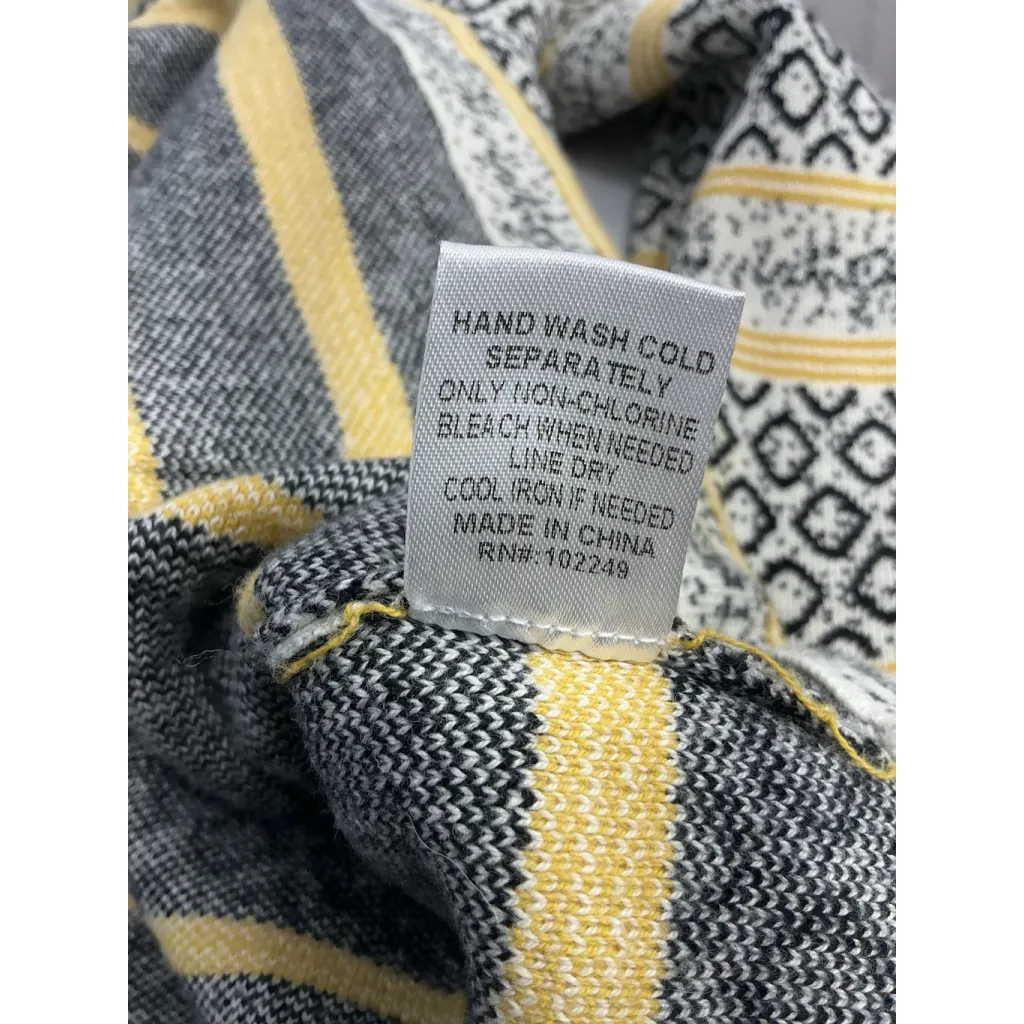 HAND WASH COLD
SEPARATELY
ONLY NON-CHLORINE
BLEACH WHEN NEEDED
LINE DRY
COOL IRON IF NEEDED
MADE IN CHINA
RN#:102249